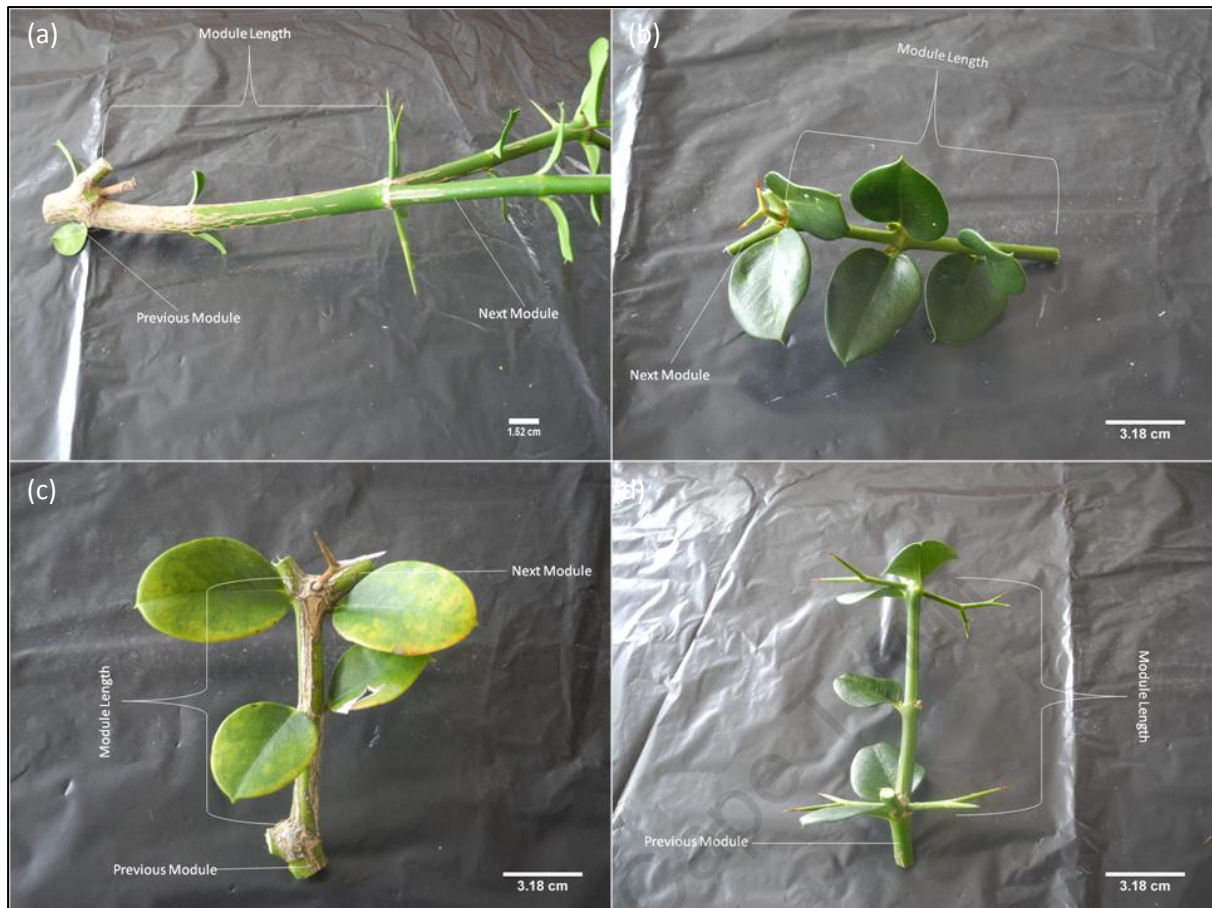 (a)
Module Length
Previous Module
Next Module
1.52 cm
(b)
Module Length
Next Module
3.18 cm
(c)
Next Module
Module Length
Previous Module
3.18 cm
(d)
Module Length
Previous Module
3.18 cm